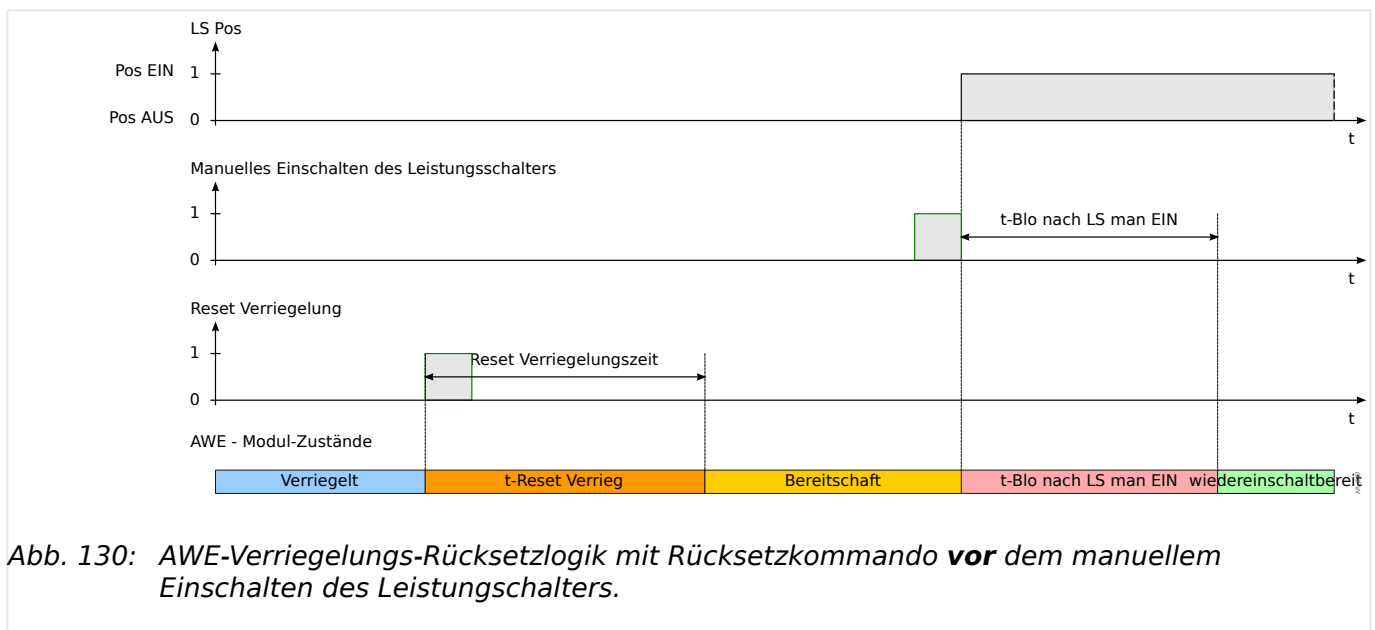 LS Pos
Pos EIN 1
Pos AUS 0
t
Manuelles Einschalten des Leistungsschalters
1
t-Blo nach LS man EIN
0
t
Reset Verriegelung
1
Reset Verriegelungszeit
0
t
AWE - Modul-Zustände
Verriegelt t-Reset Verrieg Bereitschaft t-Blo nach LS man EIN wiedereinschaltbereit
Abb. 130: AWE-Verriegelungs-Rücksetzlogik mit Rücksetzkommando vor dem manuellem
Einschalten des Leistungschalters.